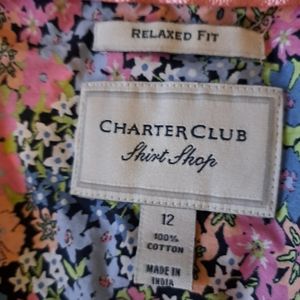 RELAXED FIT
CHARTER CLUB
Shirt Shop
12
100%
COTTON
MADE IN
INDIA